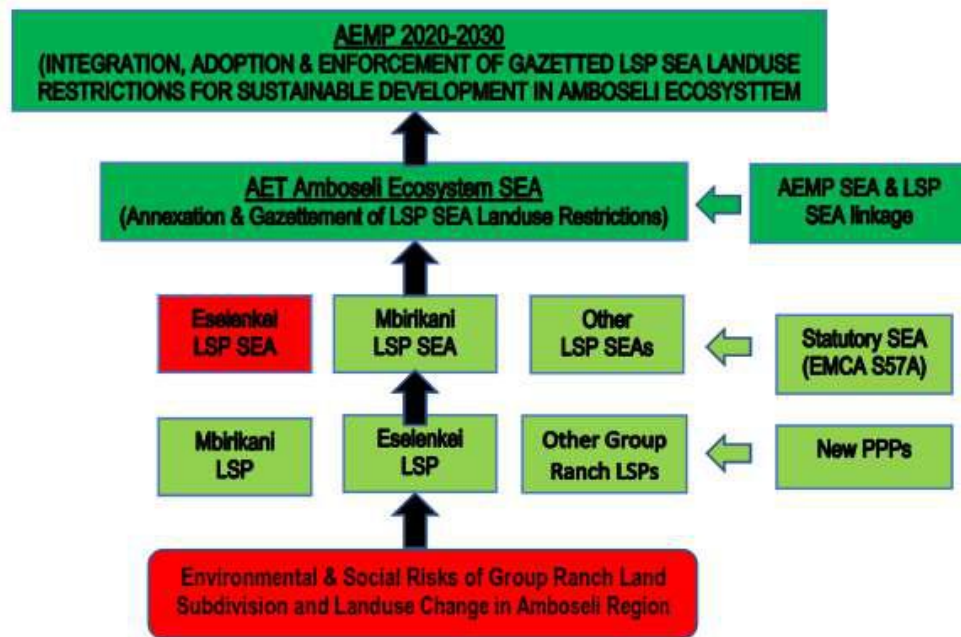 AEMP 2020-2030
(INTEGRATION, ADOPTION & ENFORCEMENT OF GAZETTED LSP SEA LANDUSE
RESTRICTIONS FOR SUSTAINABLE DEVELOPMENT IN AMBOSELI ECOSYSTTEM
AET Amboseli Ecosystem SEA
(Annexation & Gazettement of LSP SEA Landuse Restrictions)
AEMP SEA & LSP
SEA linkage
Eselenkei
LSP SEA
Mbirikani
LSP SEA
Other
LSP SEAs
Statutory SEA
(EMCA S57A)
Mbirikani
LSP
Eselenkei
LSP
Other Group
Ranch LSPs
New PPPs
Environmental & Social Risks of Group Ranch Land
Subdivision and Landuse Change in Amboseli Region